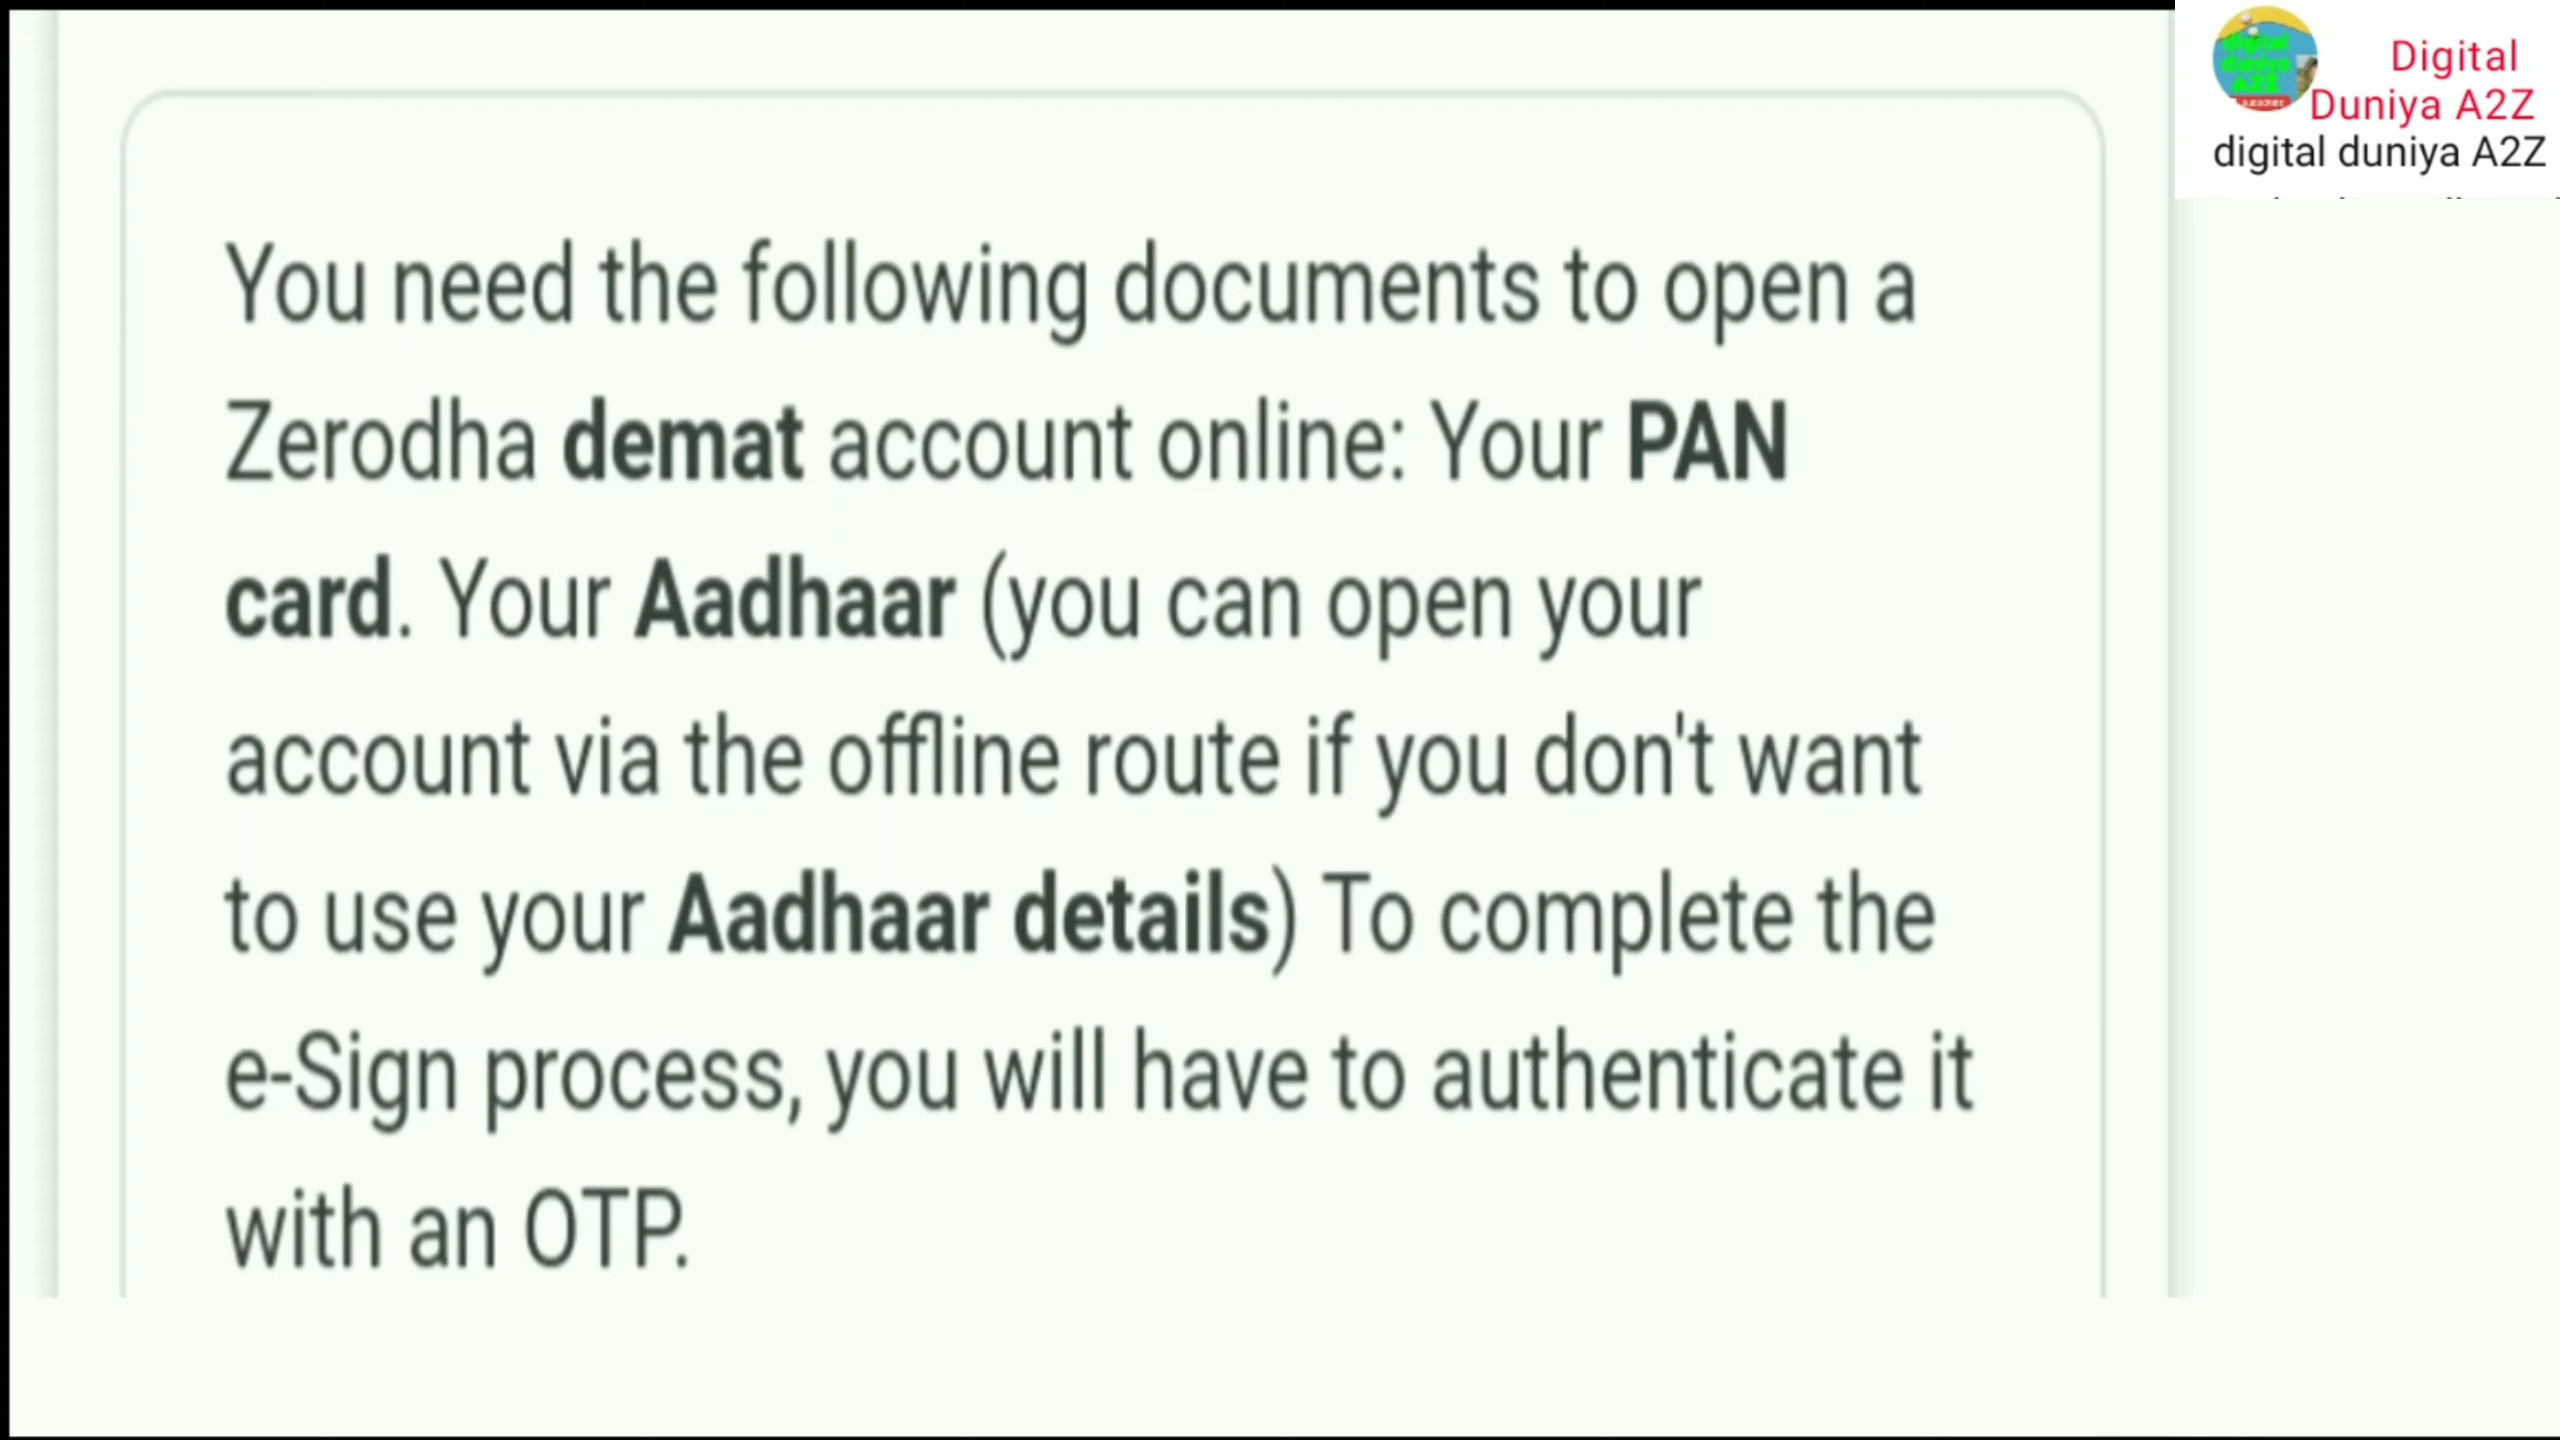 Digital
Duniya A2Z
digital duniya A2Z
You need the following documents to open a
Zerodha demat account online: Your PAN
card. Your Aadhaar (you can open your
account via the offline route if you don't want
to use your Aadhaar details) To complete the
e-Sign process, you will have to authenticate it
with an OTP.